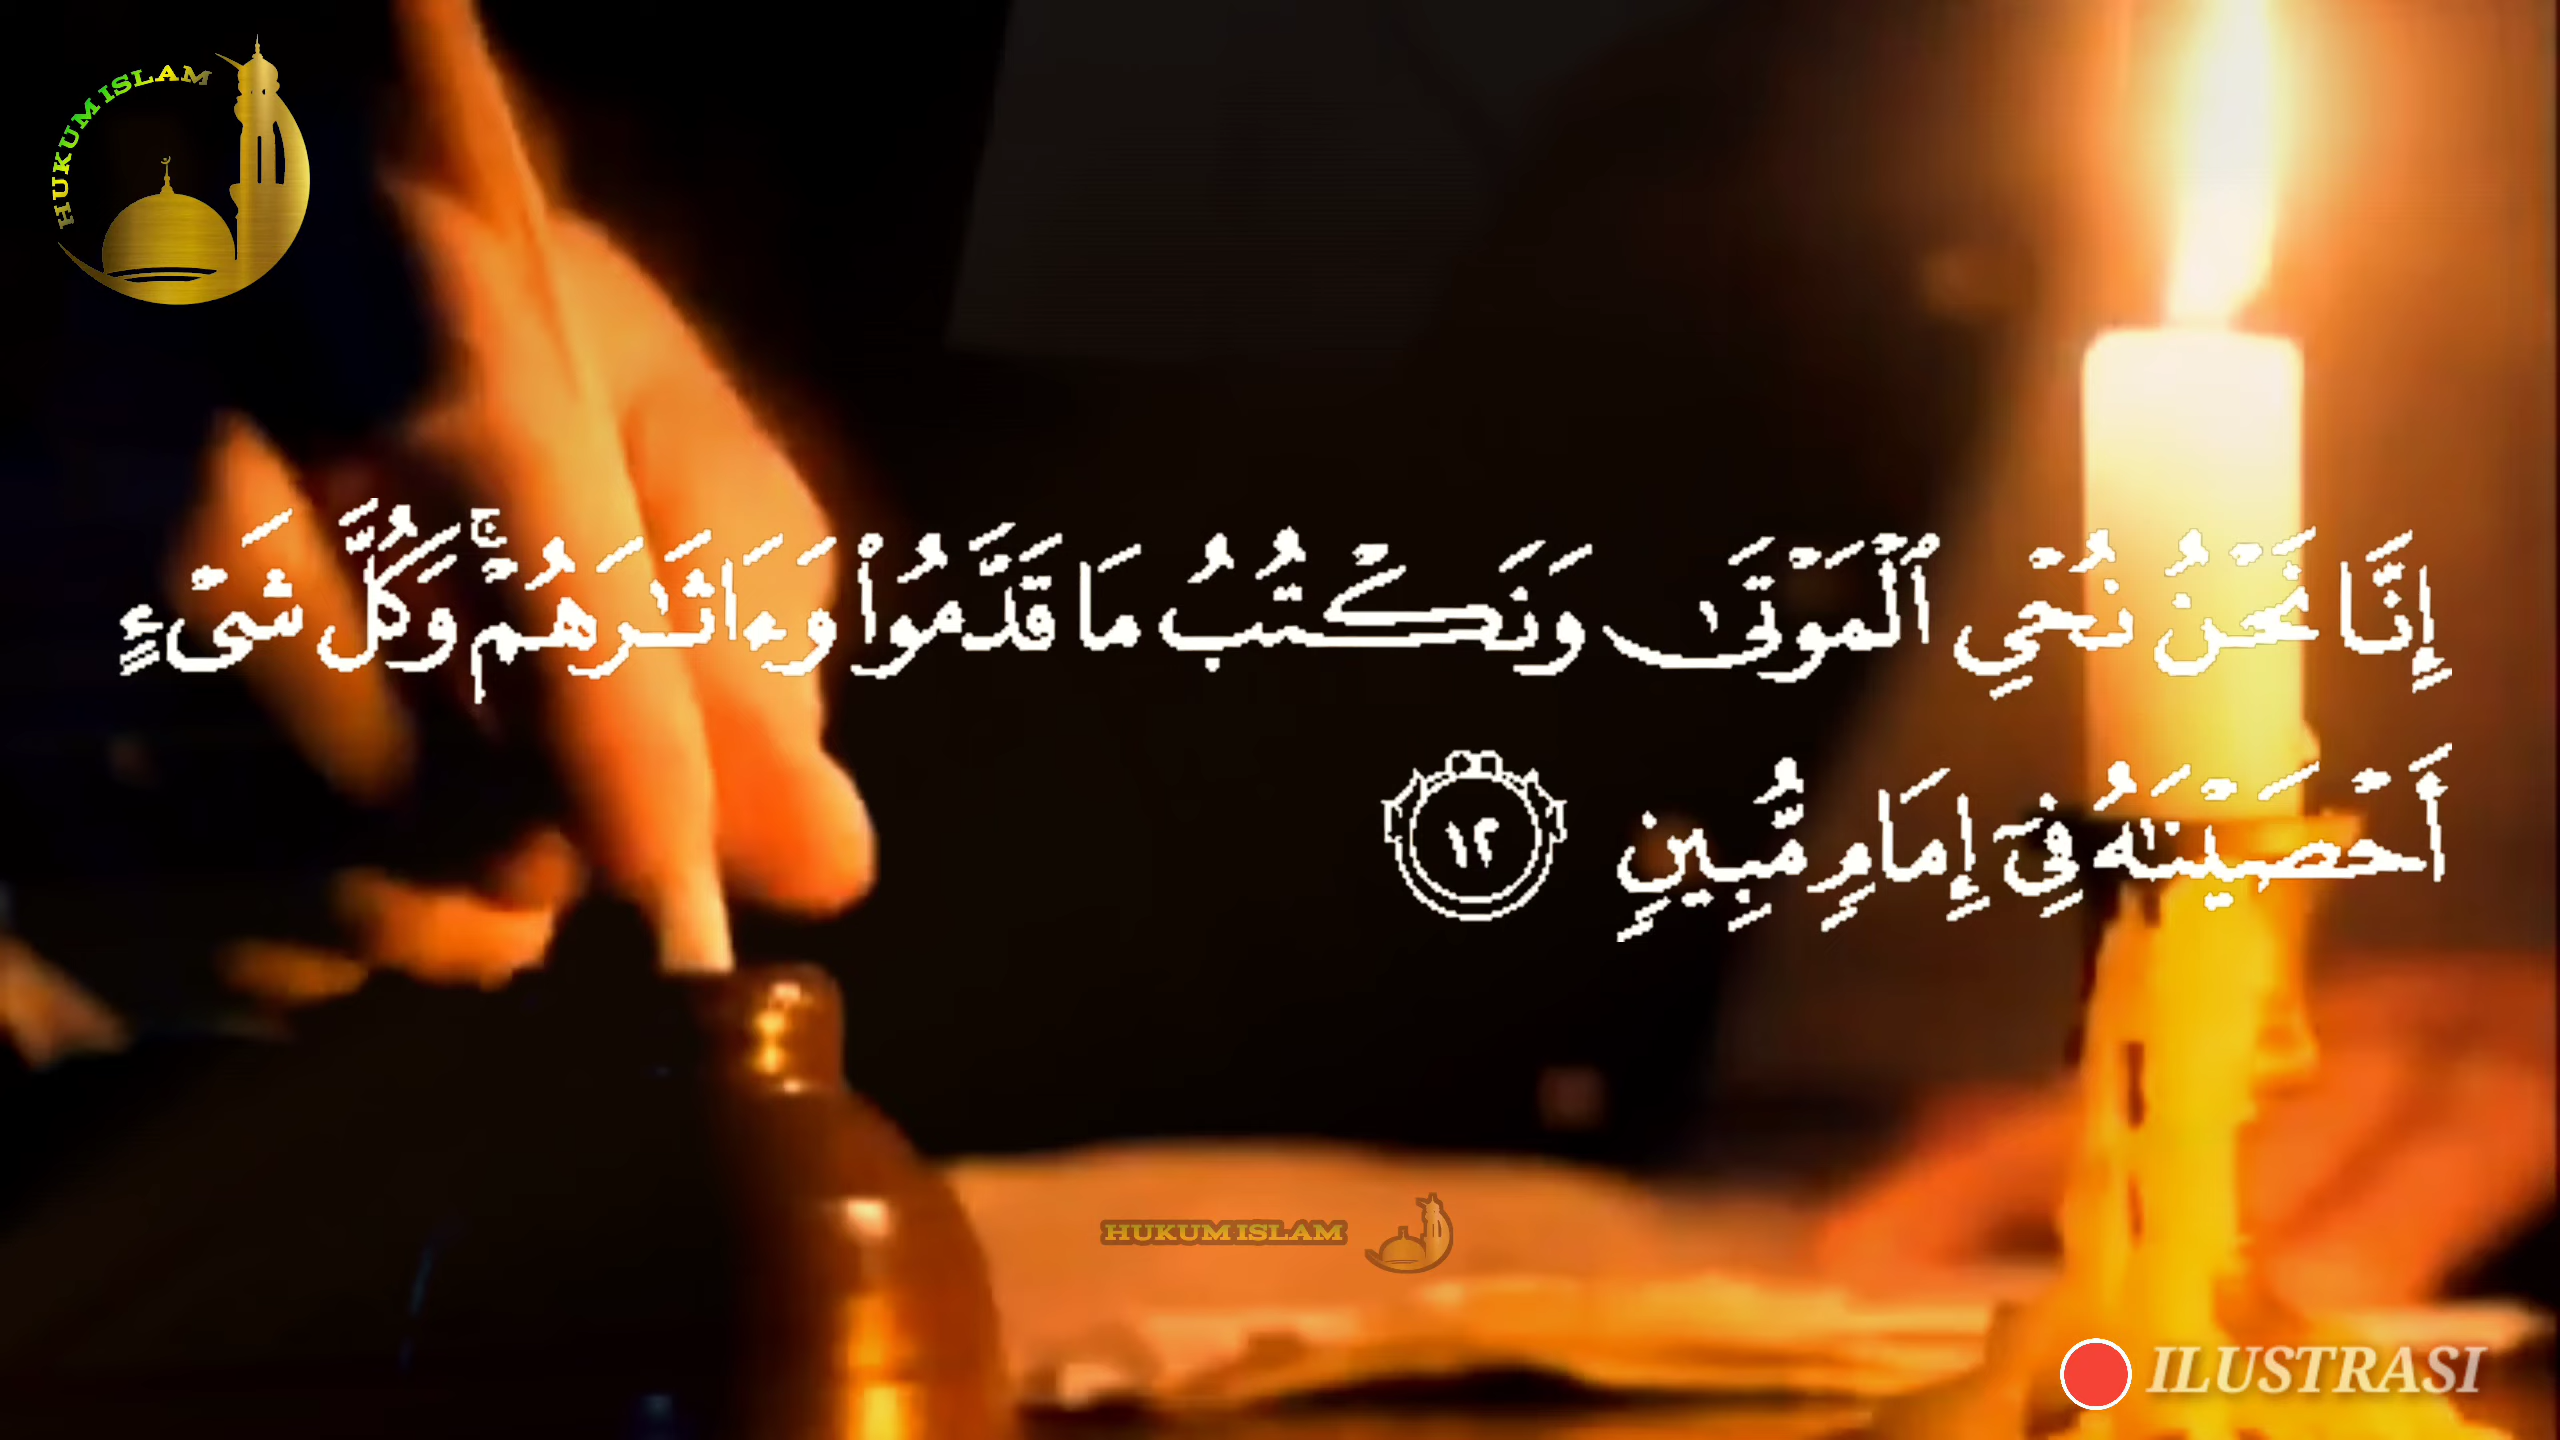 HUKUM ISLAM
إِنَّا نَحْنُ نُحْيِ ٱلْمَوْتَىٰ وَنَكْتُبُ مَا قَدَّمُوا۟ وَءَاثَـٰرَهُمْ ۚ وَكُلَّ شَىْءٍ
أَحْصَيْنَـٰهُ فِىٓ إِمَامٍ مُّبِينٍ ١٢
HUKUM ISLAM
ILUSTRASI